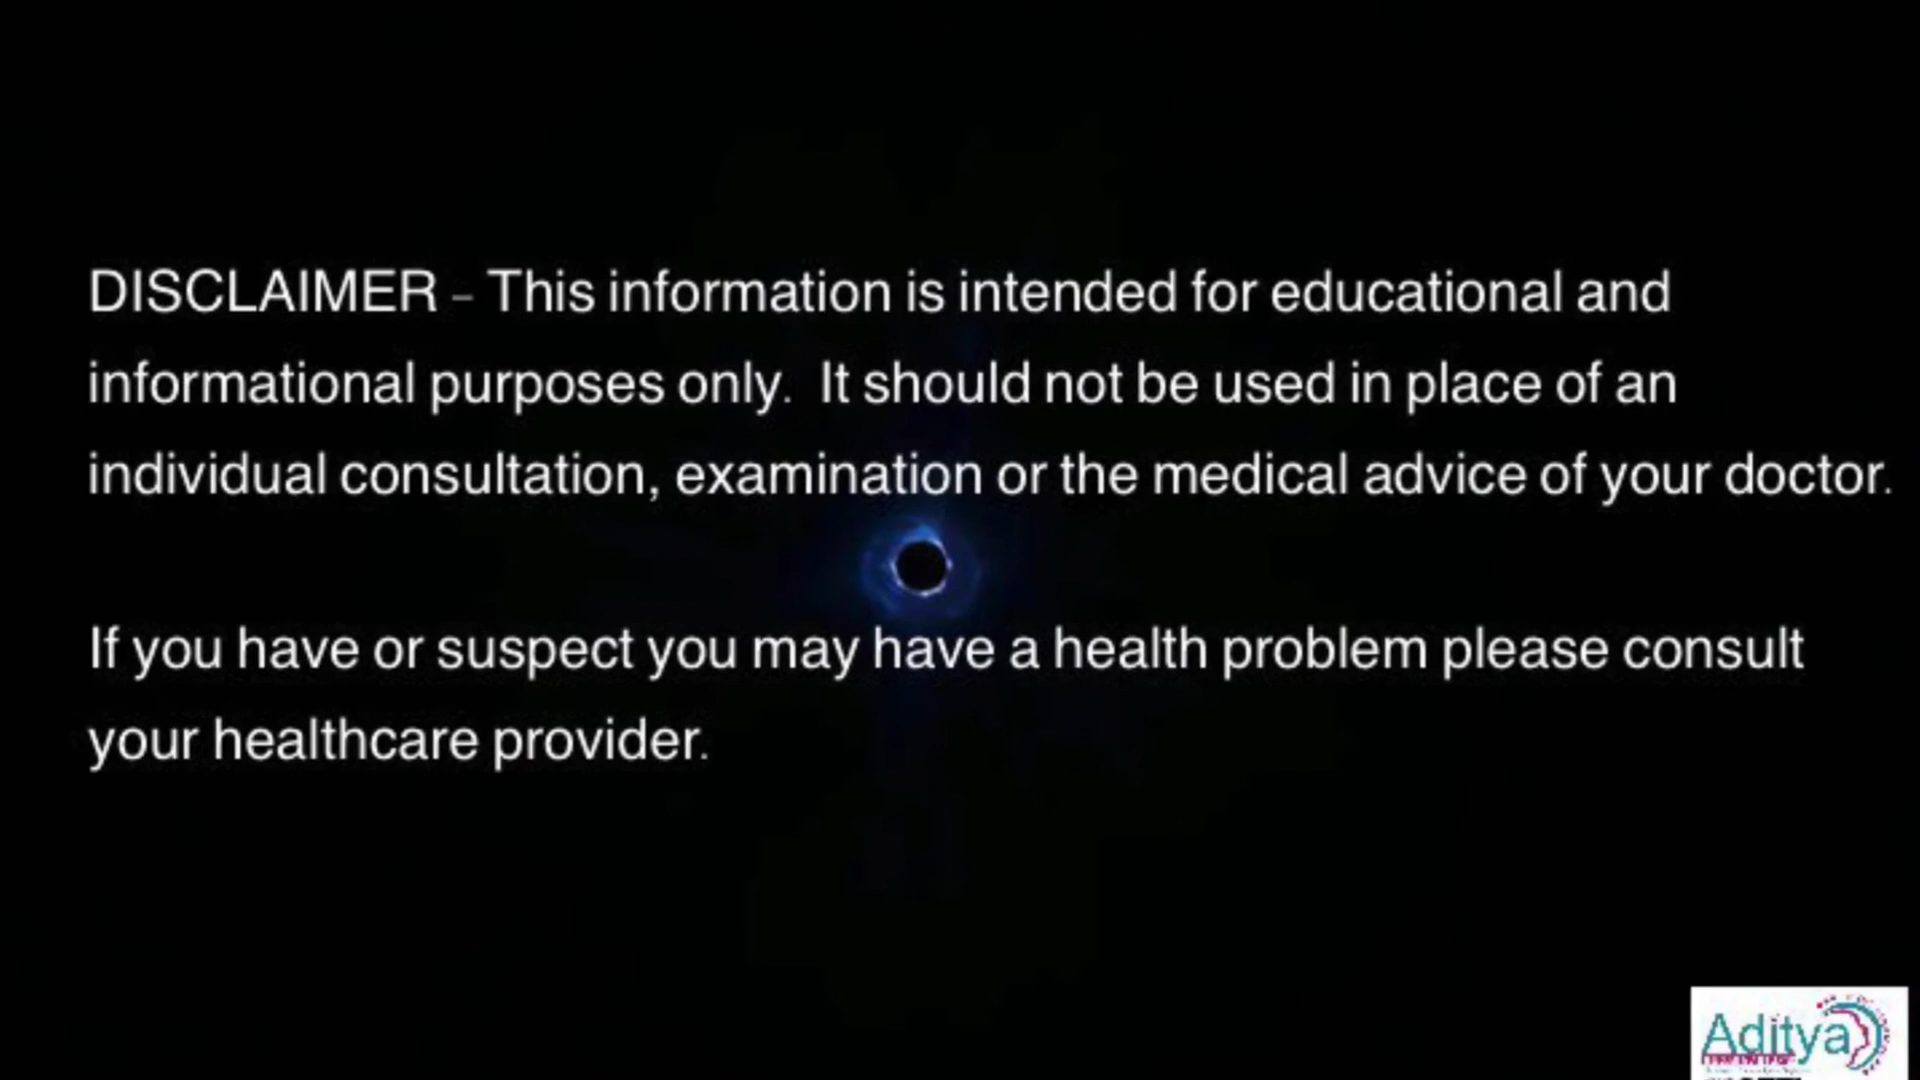 DISCLAIMER - This information is intended for educational and
informational purposes only. It should not be used in place of an
individual consultation, examination or the medical advice of your doctor.
If you have or suspect you may have a health problem please consult
your healthcare provider.
Aditya